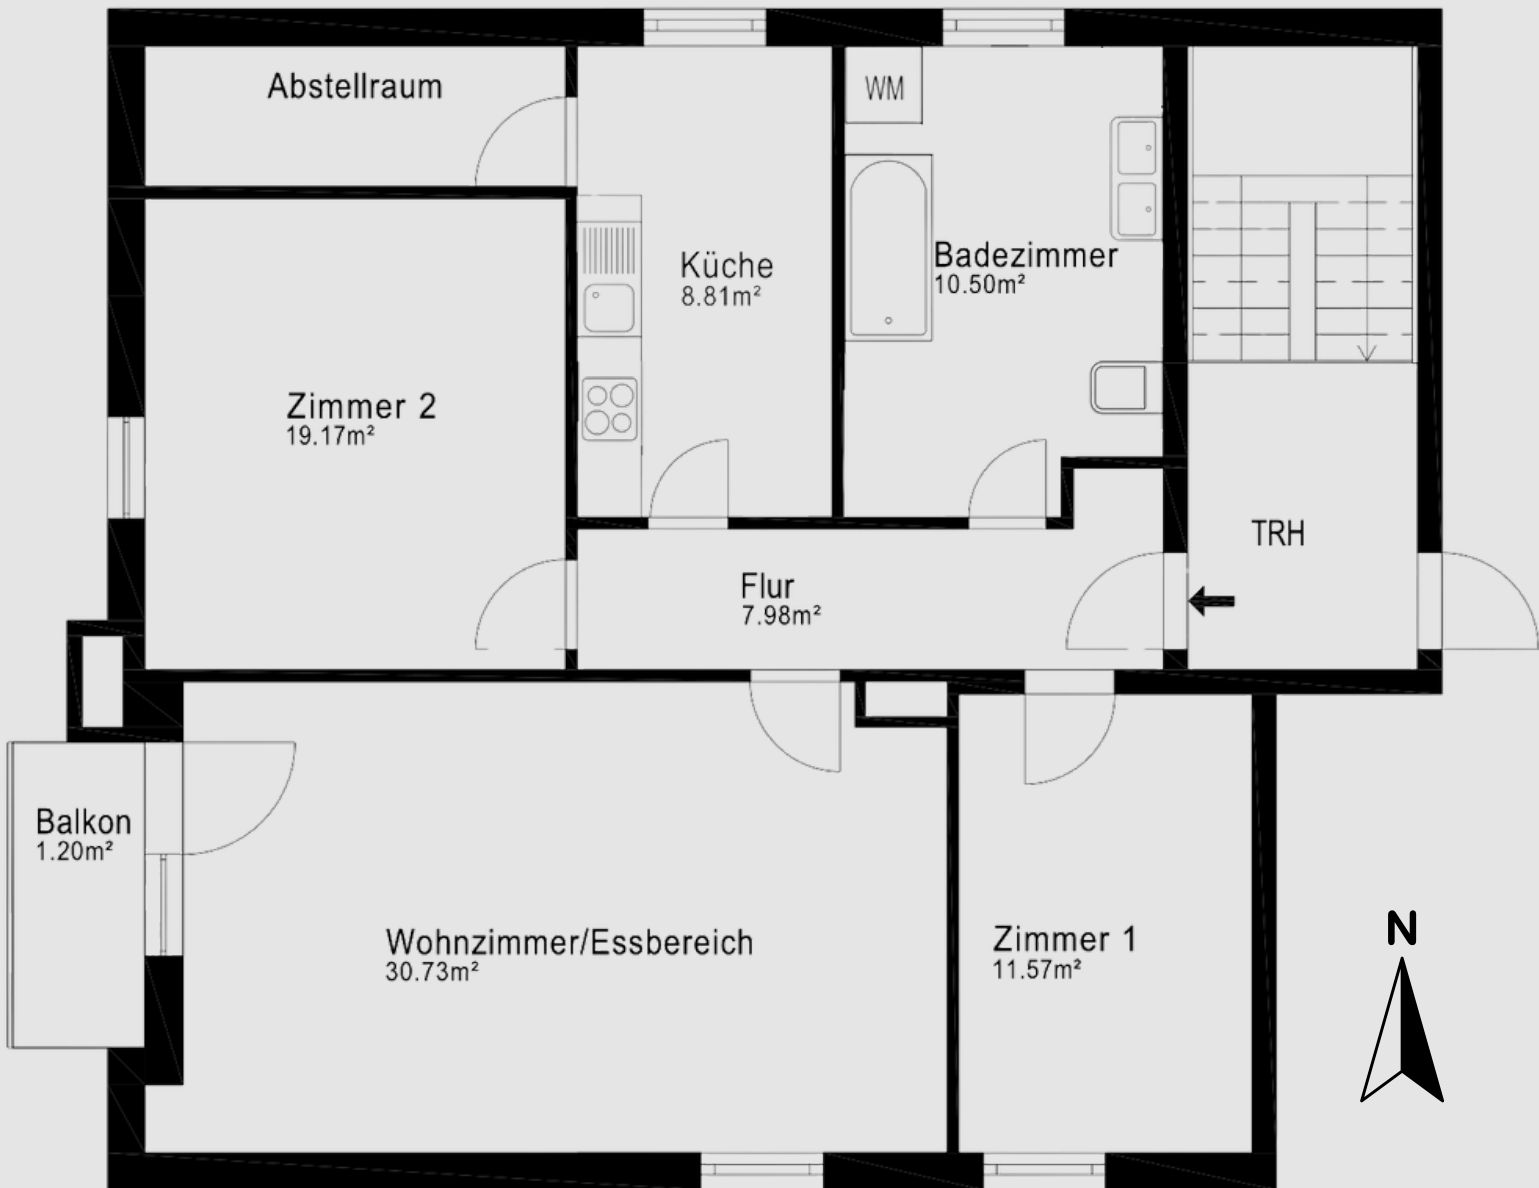 Abstellraum
WM
Küche
8.81m²
Badezimmer
10.50m²
Zimmer 2
19.17m²
TRH
Flur
7.98m²
Balkon
1.20m²
Wohnzimmer/Essbereich
30.73m²
Zimmer 1
11.57m²
N